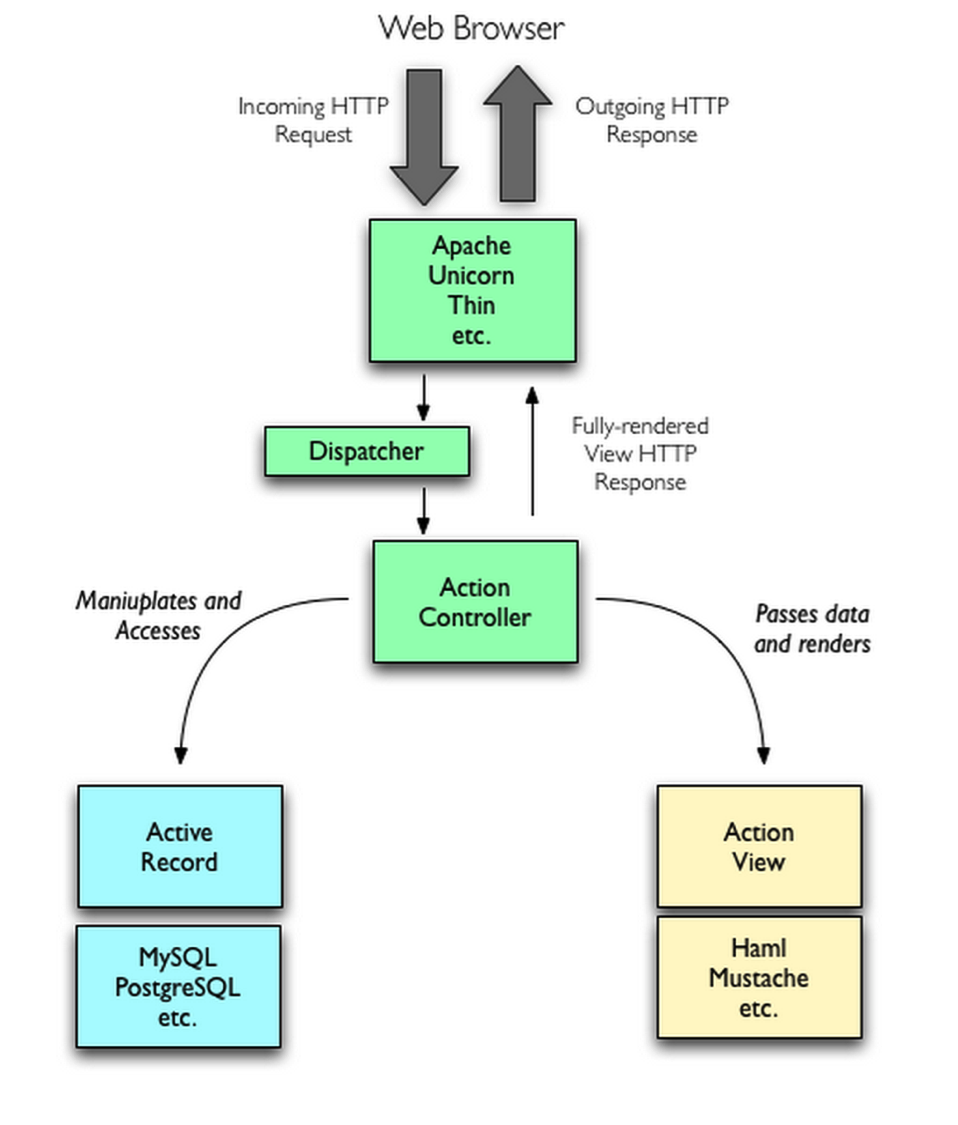 Web Browser
Incoming HTTP
Request
Outgoing HTTP
Response
Apache
Unicorn
Thin
etc.
Dispatcher
Fully-rendered
View HTTP
Response
Action
Controller
Maniuplates and
Accesses
Passes data
and renders
Active
Record
MySQL
PostgreSQL
etc.
Action
View
Haml
Mustache
etc.